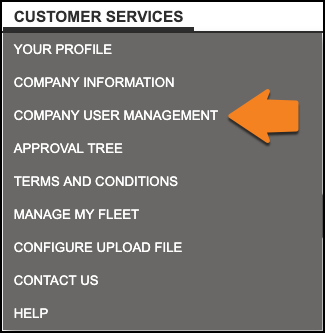 CUSTOMER SERVICES
YOUR PROFILE
COMPANY INFORMATION
COMPANY USER MANAGEMENT
APPROVAL TREE
TERMS AND CONDITIONS
MANAGE MY FLEET
CONFIGURE UPLOAD FILE
CONTACT US
HELP